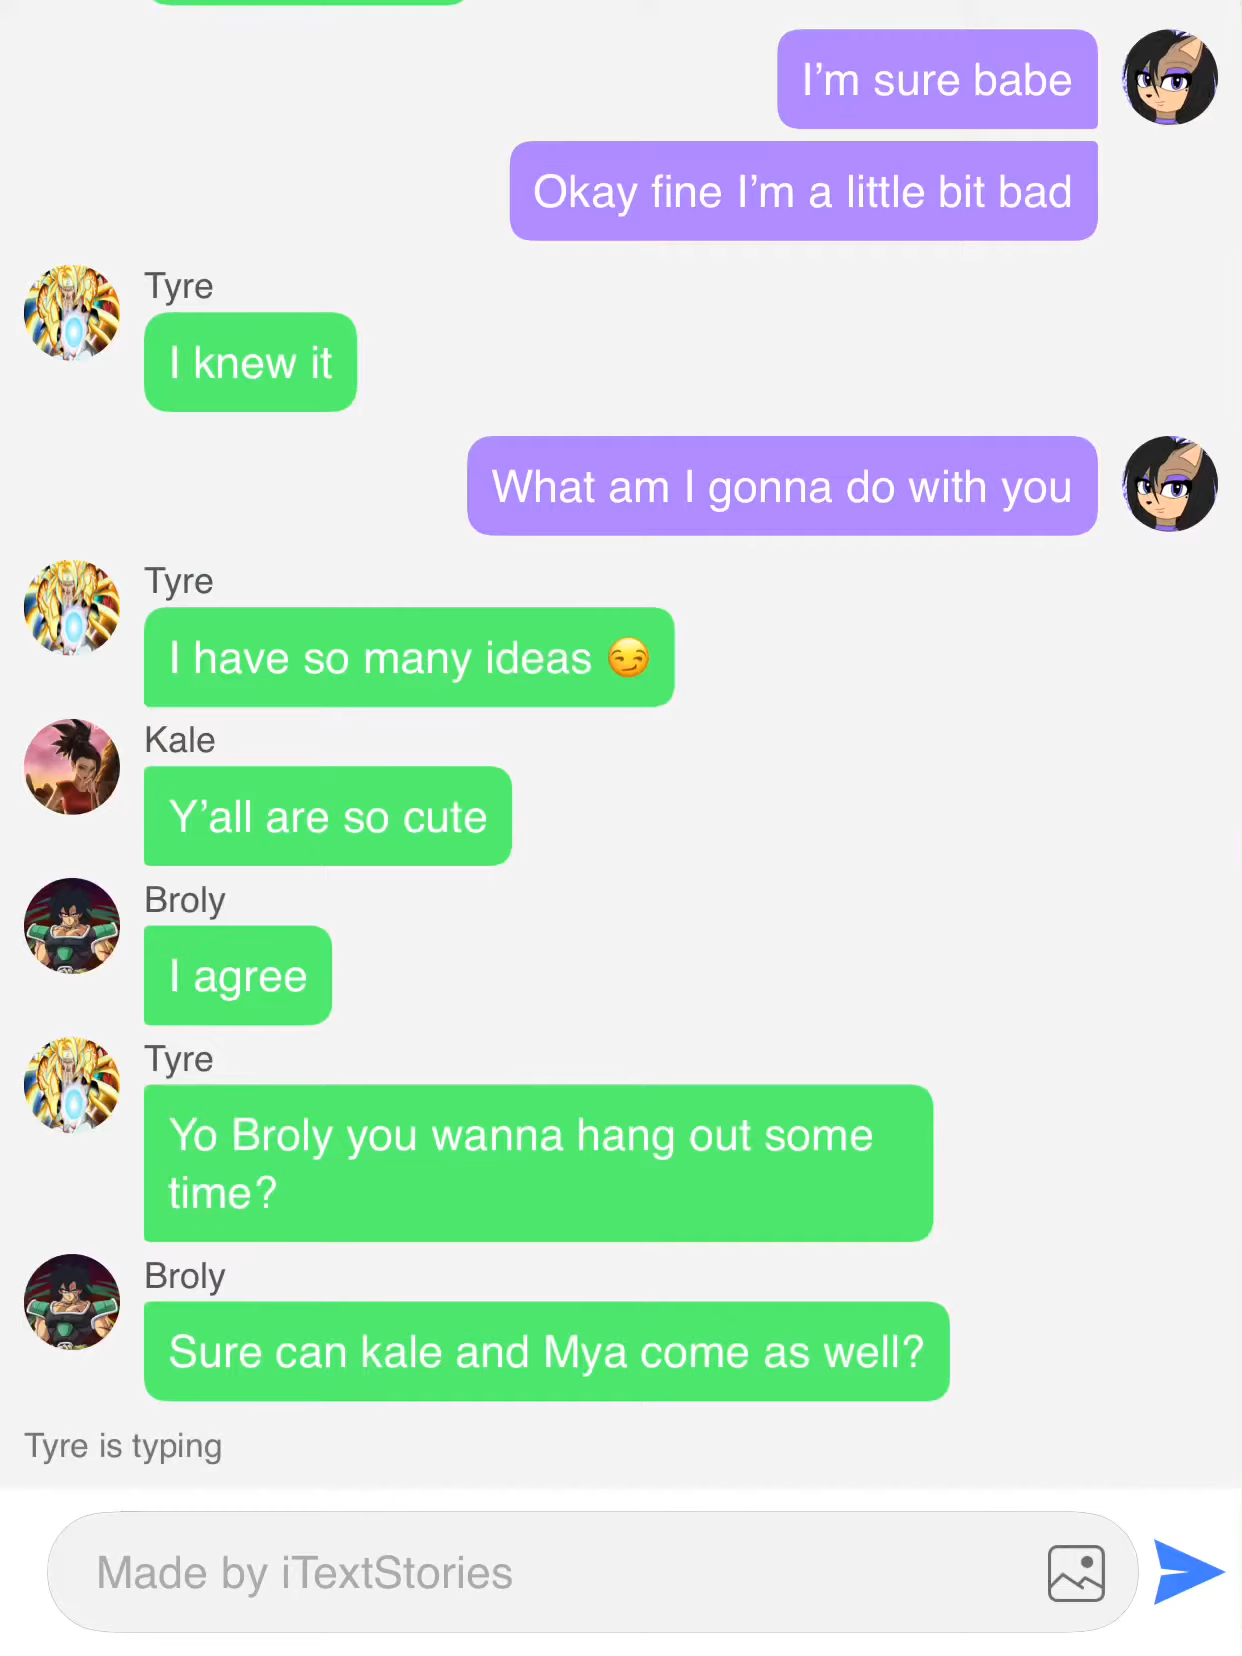 I’m sure babe
Okay fine I’m a little bit bad
Tyre
I knew it
What am I gonna do with you
Tyre
I have so many ideas 😏
Kale
Y’all are so cute
Broly
I agree
Tyre
Yo Broly you wanna hang out some
time?
Broly
Sure can kale and Mya come as well?
Tyre is typing
Made by iTextStories